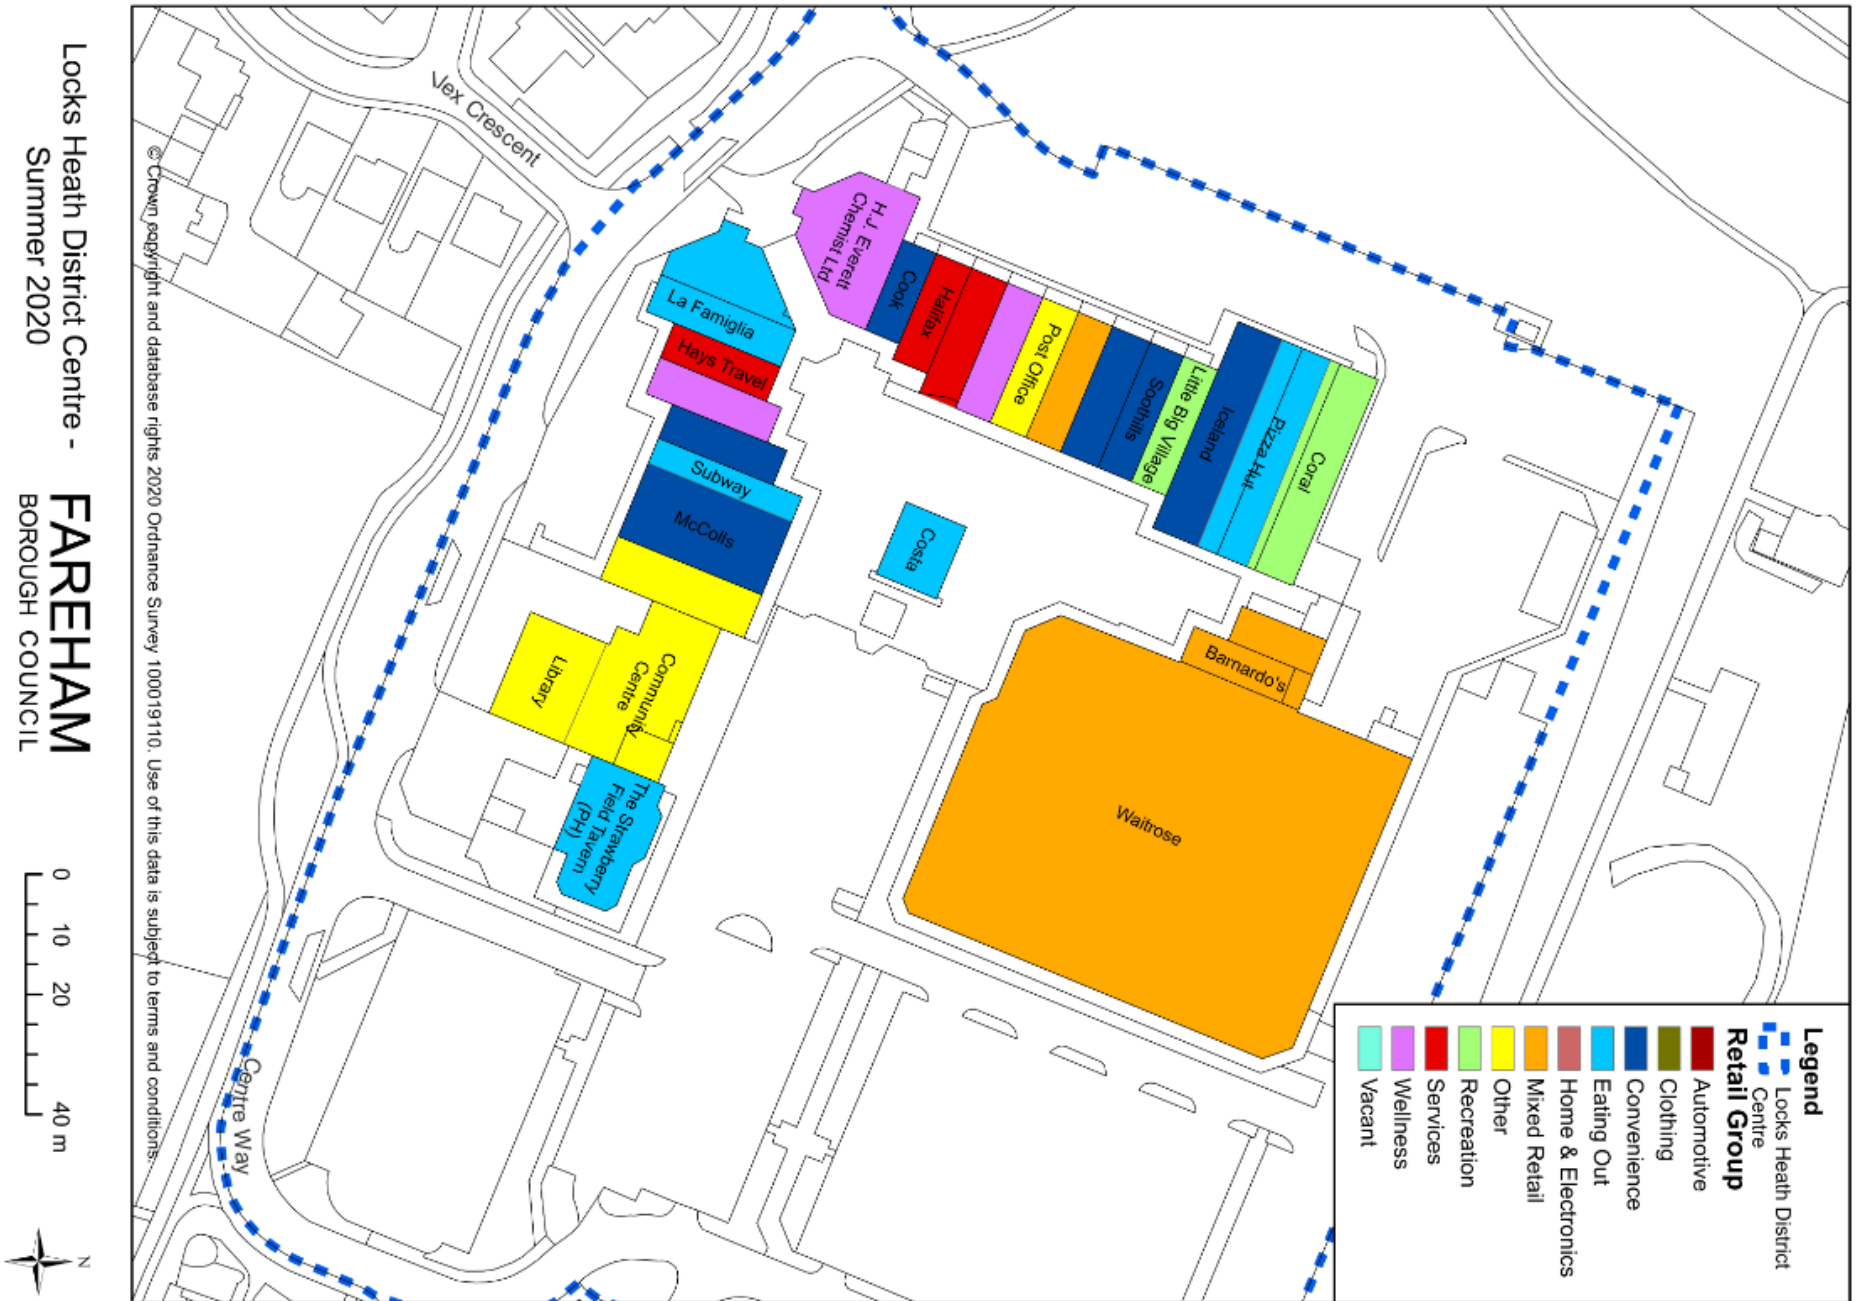 Locks Heath District Centre -
Summer 2020
FAREHAM
BOROUGH COUNCIL
0 10 20 40 m
N
Legend
Locks Heath District
Centre
Retail Group
Automotive
Clothing
Convenience
Eating Out
Home & Electronics
Mixed Retail
Other
Recreation
Services
Wellness
Vacant
Coral
Pizza Hut
Iceland
Little Big Village
Soothills
Post Office
Halifax
Cook
H.J. Everett
Chemist Ltd
Barnardo's
Waitrose
Costa
La Famiglia
Hays Travel
Subway
McColls
Community
Centre
Library
The Strawberry
Field Tavern
(PH)
lex Crescent
Centre Way
© Crown copyright and database rights 2020 Ordnance Survey 100019110. Use of this data is subject to terms and conditions.